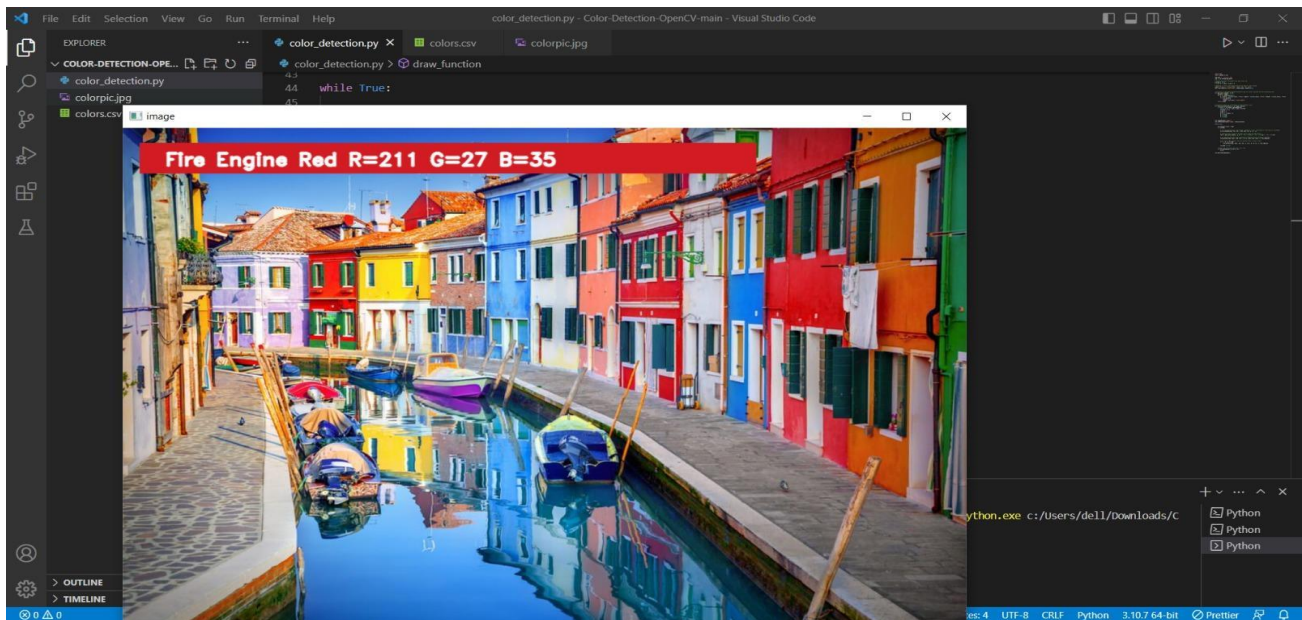 File Edit Selection View Go Run Terminal Help
color_detection.py - Color-Detection-OpenCV-main - Visual Studio Code
EXPLORER
color_detection.py
colors.csv
colorpic.jpg
COLOR-DETECTION-OPE...
color_detection.py > draw_function
color_detection.py
colorpic.jpg
colors.csv
43
44 while True:
45
image
Fire Engine Red R=211 G=27 B=35
ython.exe c:/Users/dell/Downloads/C
Python
Python
Python
OUTLINE
TIMELINE
0 0
es: 4 UTF-8 CRLF Python 3.10.7 64-bit Prettier